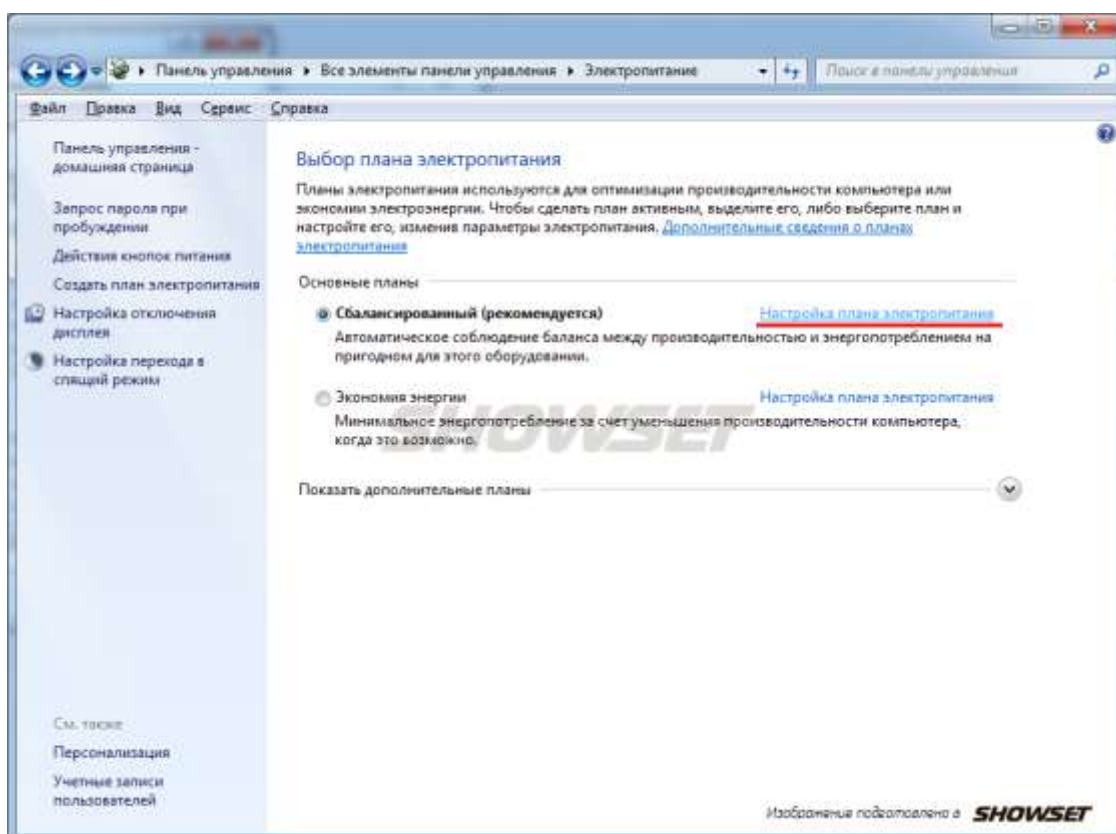 Панель управления ▸ Все элементы панели управления ▸ Электропитание
Поиск в панели управления
Файл Правка Вид Сервис Справка
Панель управления -
домашняя страница
Запрос пароля при
пробуждении
Действия кнопок питания
Создать план электропитания
Настройка отключения
дисплея
Настройка перехода в
спящий режим
См. также
Персонализация
Учетные записи
пользователей
Выбор плана электропитания
Планы электропитания используются для оптимизации производительности компьютера или
экономии электроэнергии. Чтобы сделать план активным, выделите его, либо выберите план и
настройте его, изменив параметры электропитания. Дополнительные сведения о планах
электропитания
Основные планы
Сбалансированный (рекомендуется) Настройка плана электропитания
Автоматическое соблюдение баланса между производительностью и энергопотреблением на
пригодном для этого оборудовании.
Экономия энергии Настройка плана электропитания
Минимальное энергопотребление за счет уменьшения производительности компьютера,
когда это возможно.
SHOWSET
Показать дополнительные планы
Изображение подготовлено в SHOWSET